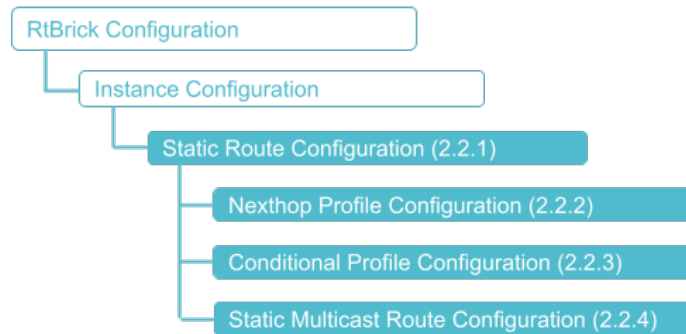 RtBrick Configuration
Instance Configuration
Static Route Configuration (2.2.1)
Nexthop Profile Configuration (2.2.2)
Conditional Profile Configuration (2.2.3)
Static Multicast Route Configuration (2.2.4)